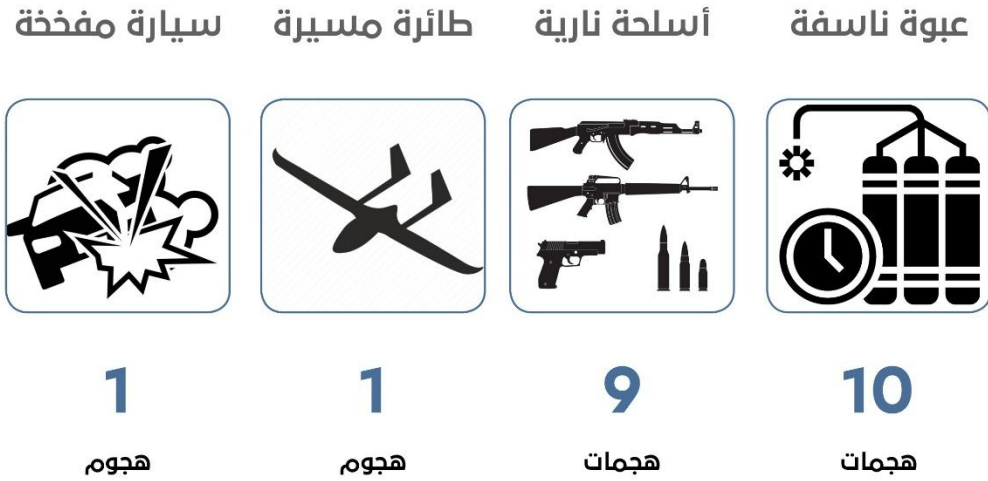 عبوة ناسفة
أسلحة نارية
طائرة مسيرة
سيارة مفخخة
10
9
1
1
هجمات
هجمات
هجوم
هجوم